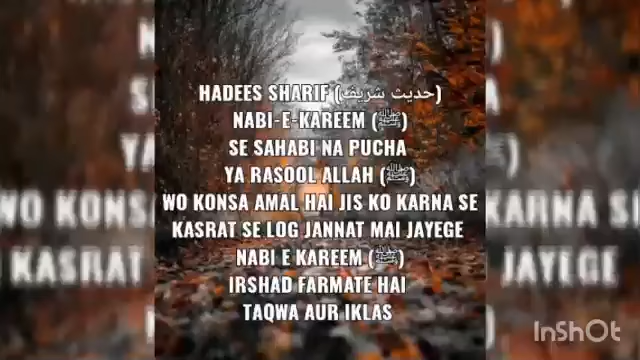 HADEES SHARIF (حديث شريف)
NABI-E-KAREEM (ﷺ)
SE SAHABI NA PUCHA
YA RASOOL ALLAH (ﷺ)
WO KONSA AMAL HAI JIS KO KARNA SE
KASRAT SE LOG JANNAT MAI JAYEGE
NABI E KAREEM (ﷺ)
IRSHAD FARMATE HAI
TAQWA AUR IKLAS
InShOt